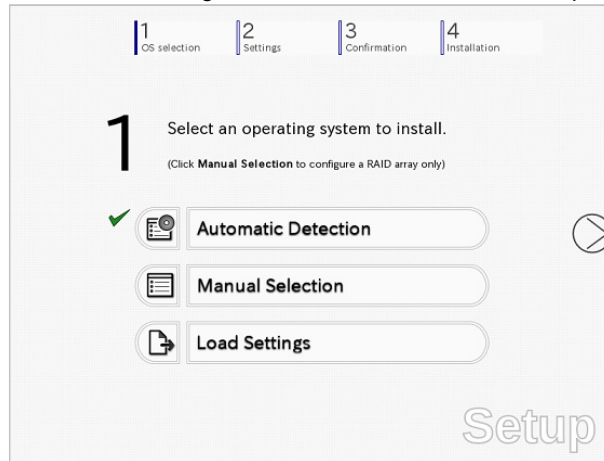 1
OS selection
2
Settings
3
Confirmation
4
Installation
1
Select an operating system to install.
(Click Manual Selection to configure a RAID array only)
Automatic Detection
Manual Selection
Load Settings
Setup